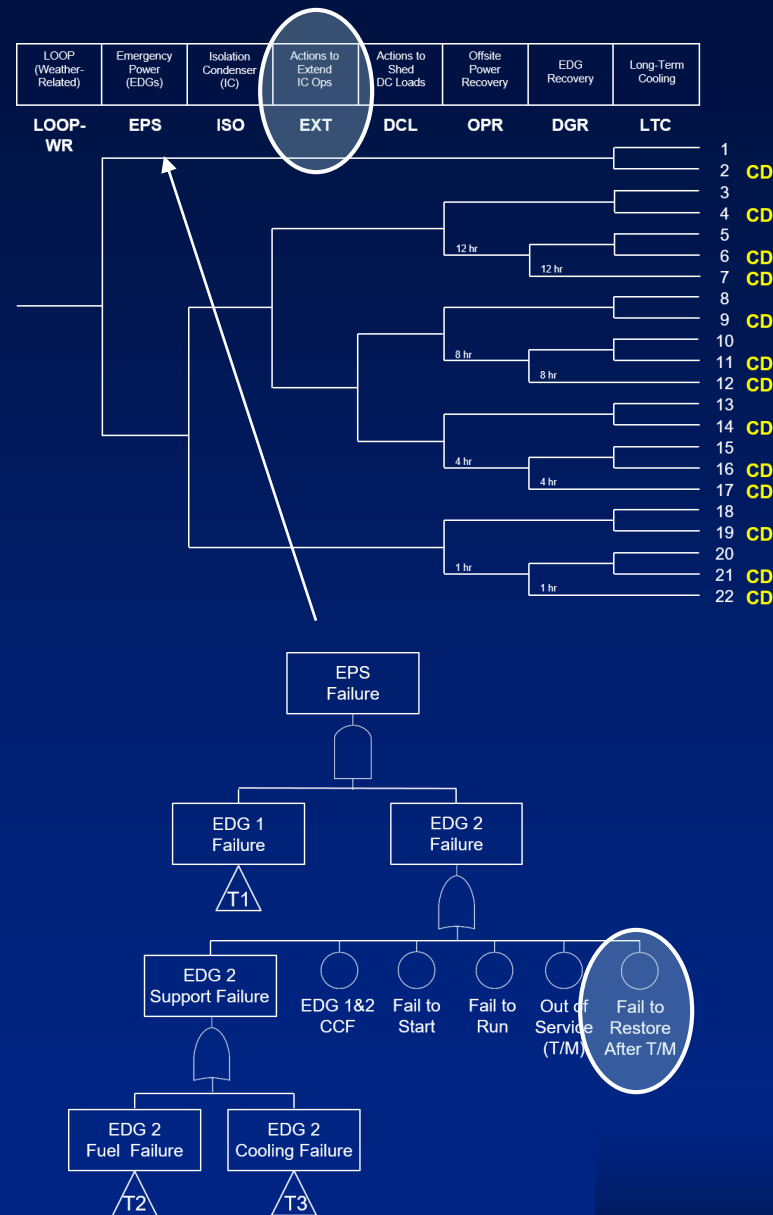 LOOP
(Weather-
Related)
Emergency
Power
(EDGs)
Isolation
Condenser
(IC)
Actions to
Extend
IC Ops
Actions to
Shed
DC Loads
Offsite
Power
Recovery
EDG
Recovery
Long-Term
Cooling
LOOP-
WR
EPS
ISO
EXT
DCL
OPR
DGR
LTC
1
2 CD
3
4 CD
5
12 hr
6 CD
12 hr
7 CD
8
9 CD
10
8 hr
11 CD
8 hr
12 CD
13
14 CD
15
4 hr
16 CD
4 hr
17 CD
18
19 CD
20
1 hr
21 CD
1 hr
22 CD
EPS
Failure
EDG 1
Failure
EDG 2
Failure
T1
EDG 2
Support Failure
EDG 1&2
CCF
Fail to
Start
Fail to
Run
Out of
Service
(T/M)
Fail to
Restore
After T/M
EDG 2
Fuel Failure
EDG 2
Cooling Failure
T2
T3